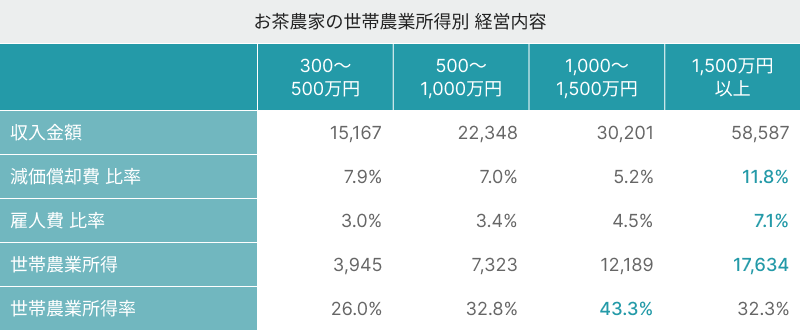 お茶農家の世帯農業所得別 経営内容
300〜 500〜 1,000〜 1,500万円
500万円 1,000万円 1,500万円 以上
収入金額 15,167 22,348 30,201 58,587
減価償却費 比率 7.9% 7.0% 5.2% 11.8%
雇人費 比率 3.0% 3.4% 4.5% 7.1%
世帯農業所得 3,945 7,323 12,189 17,634
世帯農業所得率 26.0% 32.8% 43.3% 32.3%